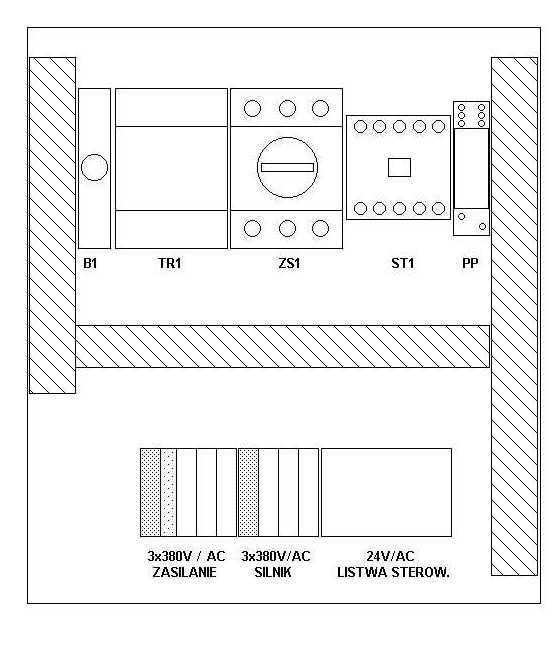 B1 TR1 ZS1 ST1 PP
3x380V / AC 3x380V/AC 24V/AC
ZASILANIE SILNIK LISTWA STEROW.